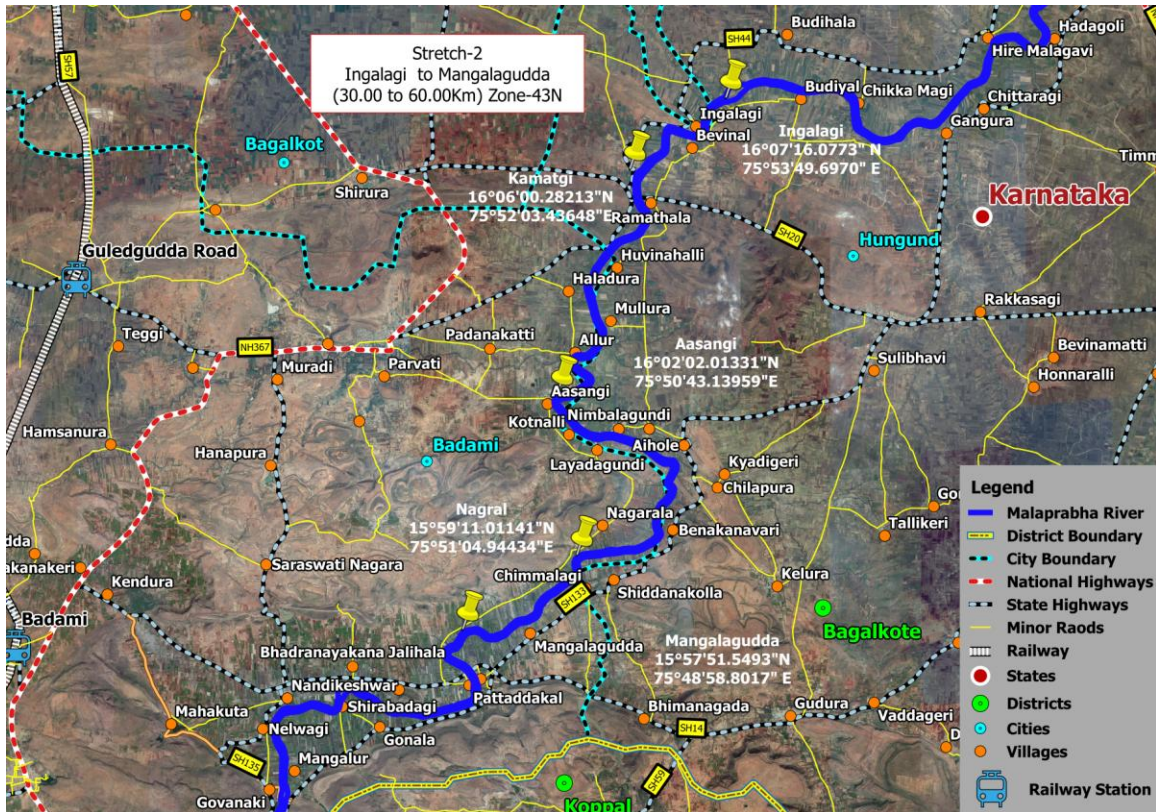 Stretch-2
Ingalagi to Mangalagudda
(30.00 to 60.00Km) Zone-43N
SH57
SH44
Budihala
Hadagoli
Hire Malagavi
Budiyal
Chikka Magi
Chittaragi
Ingalagi
Bevinal
Gangura
Ingalagi
16°07'16.0773" N
75°53'49.6970" E
Timm
Bagalkot
Shirura
Kamatgi
16°06'00.28213"N
75°52'03.43648"E
Ramathala
Karnataka
SH20
Hungund
Guledgudda Road
Huvinahalli
Haladura
Mullura
Rakkasagi
Teggi
NH367
Padanakatti
Allur
Aasangi
16°02'02.01331"N
75°50'43.13959"E
Sulibhavi
Bevinamatti
Honnaralli
Muradi
Parvati
Aasangi
Kotnalli
Nimbalagundi
Hamsanura
Hanapura
Badami
Layadagundi
Aihole
Kyadigeri
Chilapura
Nagral
15°59'11.01141"N
75°51'04.94434"E
Nagarala
Benakanavari
Tallikeri
dda
akanakeri
Kendura
Saraswati Nagara
Chimmalagi
SH133
Shiddanakolla
Kelura
Bagalkote
Badami
Mangalagudda
Mangalagudda
15°57'51.5493"N
75°48'58.8017" E
Bhadranayakana Jalihala
Nandikeshwar
Pattaddakal
Mahakuta
Shirabadagi
Nelwagi
Gonala
Bhimanagada
SH14
Gudura
Vaddageri
SH135
Mangalur
Govanaki
SH59
Koppal
Legend
Malaprabha River
District Boundary
City Boundary
National Highways
State Highways
Minor Raods
Railway
States
Districts
Cities
Villages
Railway Station